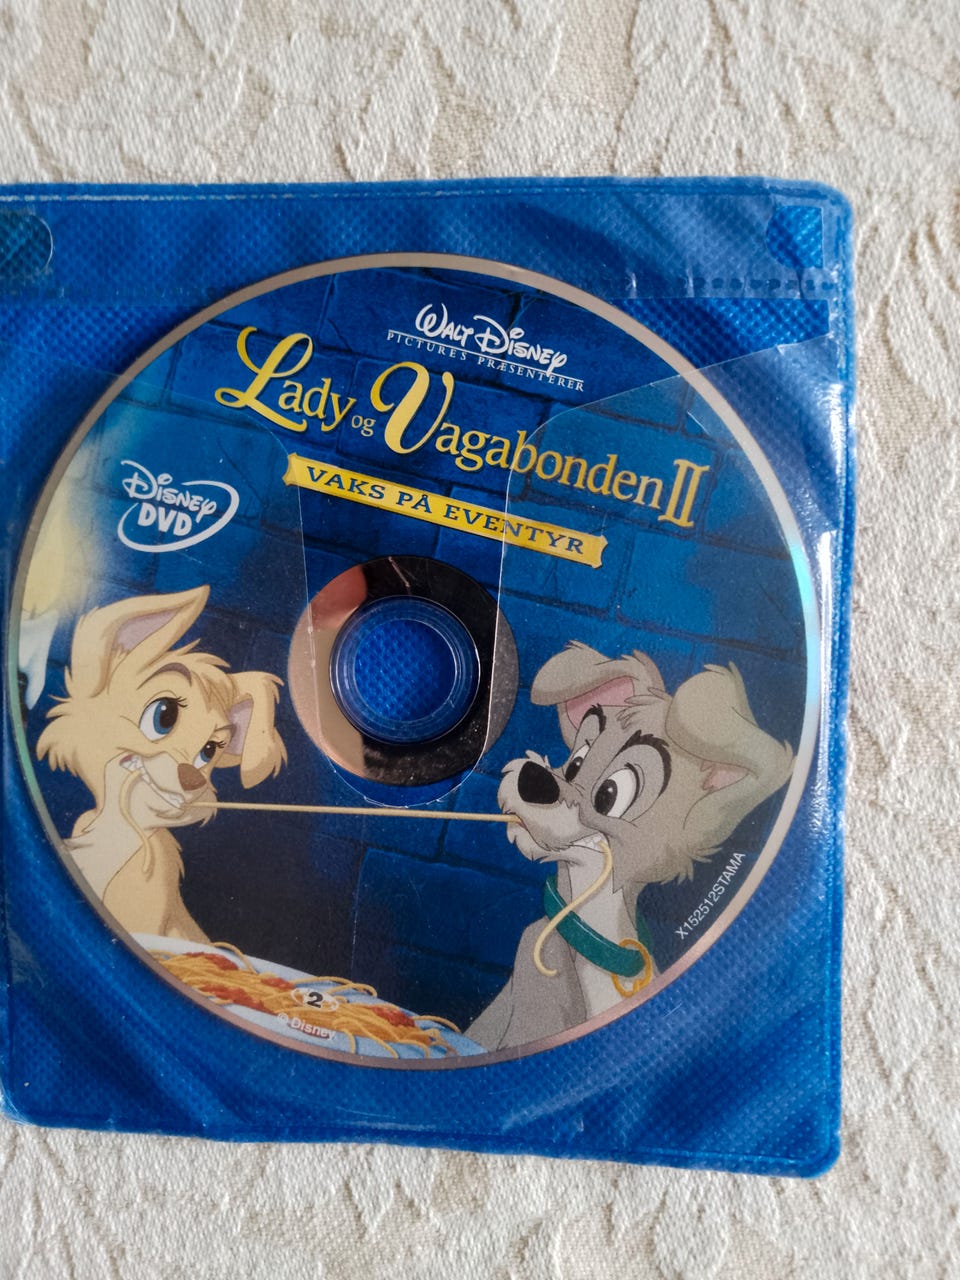 WALT DISNEY
PICTURES PRÆSENTERER
Lady og Vagabonden II
VAKS PÅ EVENTYR
DISNEY
DVD
X152512STAMA
2
© Disney